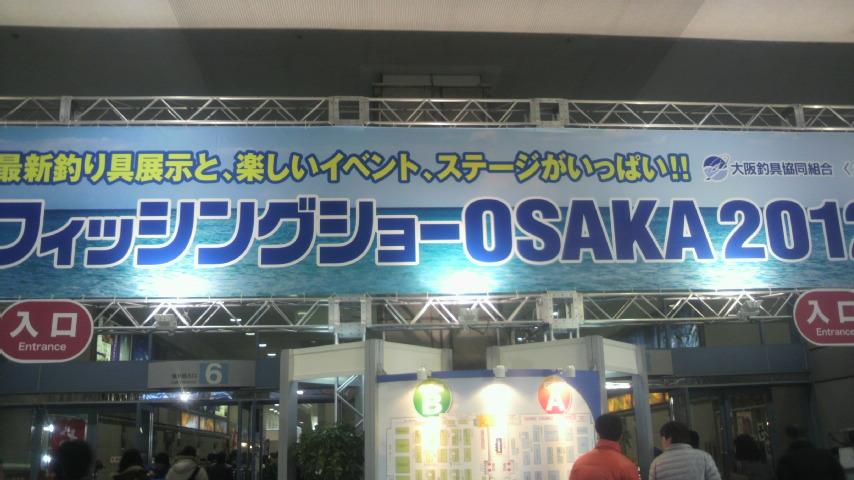 最新釣り具展示と、楽しいイベント、ステージがいっぱい!!
大阪釣具協同組合
フィッシングショーOSAKA 2012
入口
Entrance
入口
Entrance
6
B
A